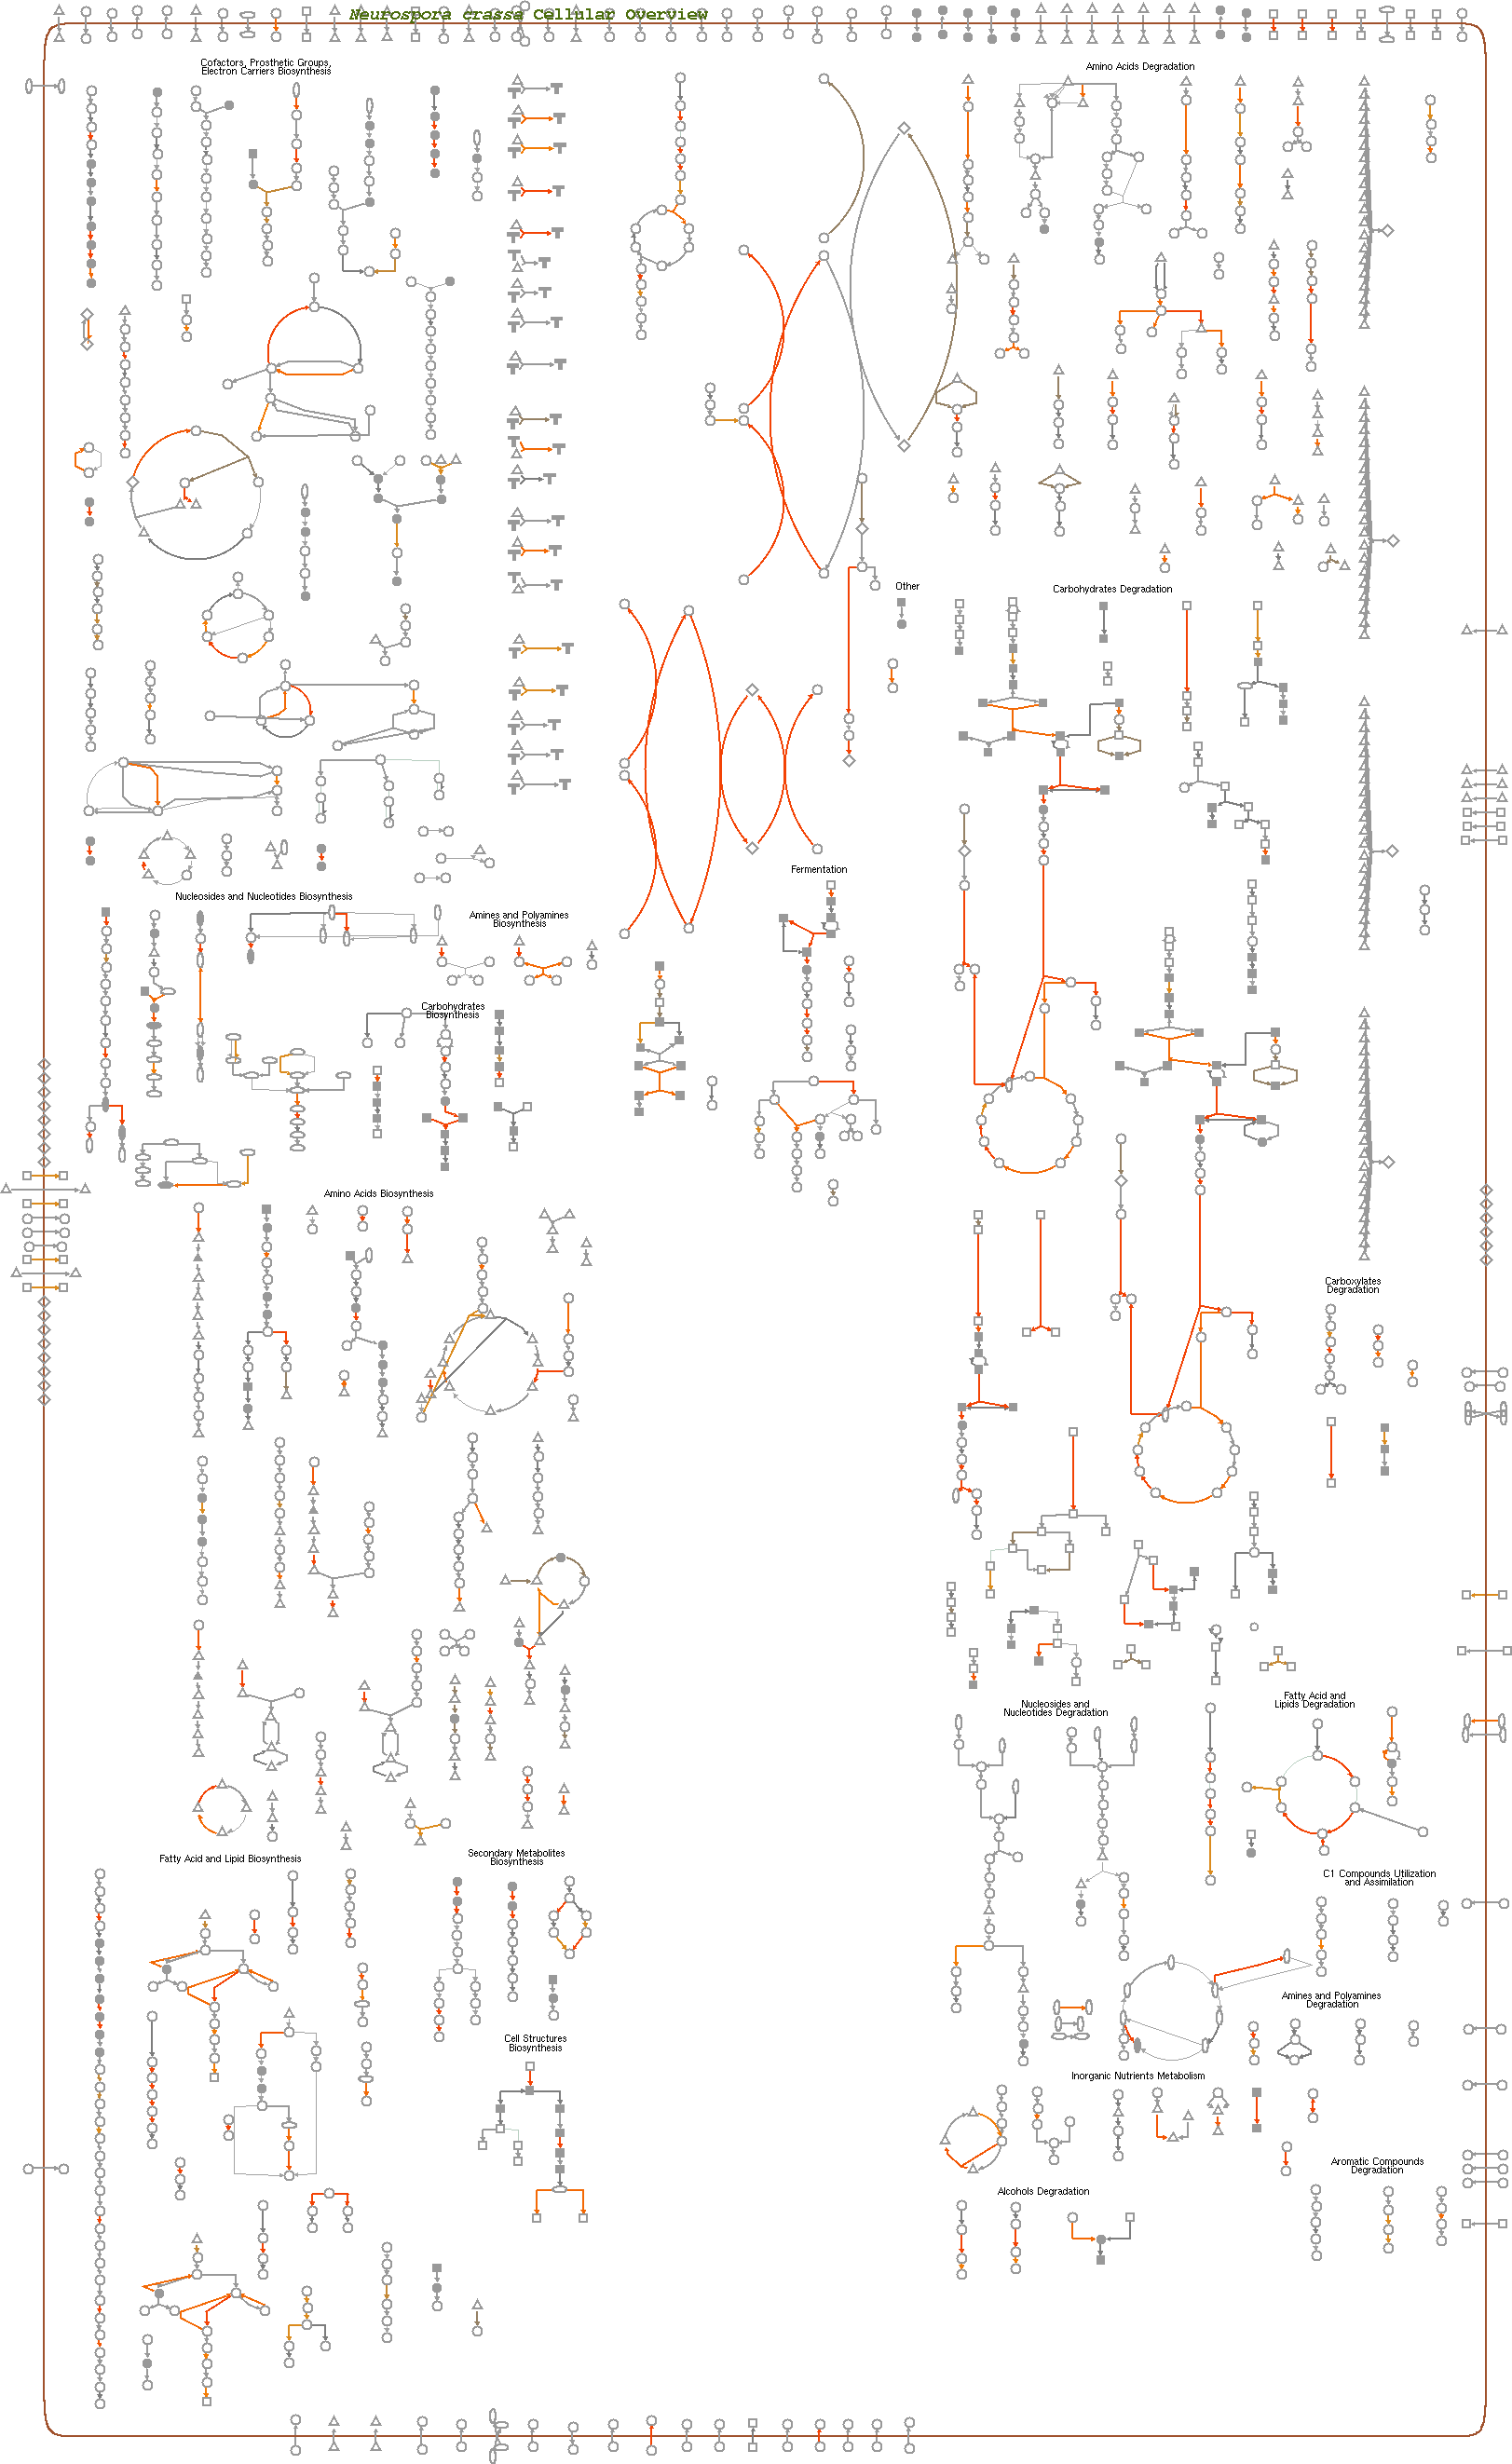 Neurospora crassa Cellular Overview
Cofactors, Prosthetic Groups,
Electron Carriers Biosynthesis
Amino Acids Degradation
Other
Carbohydrates Degradation
Fermentation
Nucleosides and Nucleotides Biosynthesis
Amines and Polyamines
Biosynthesis
Carbohydrates
Biosynthesis
Amino Acids Biosynthesis
Carboxylates
Degradation
Nucleosides and
Nucleotides Degradation
Fatty Acid and
Lipids Degradation
Fatty Acid and Lipid Biosynthesis
Secondary Metabolites
Biosynthesis
C1 Compounds Utilization
and Assimilation
Amines and Polyamines
Degradation
Cell Structures
Biosynthesis
Inorganic Nutrients Metabolism
Aromatic Compounds
Degradation
Alcohols Degradation